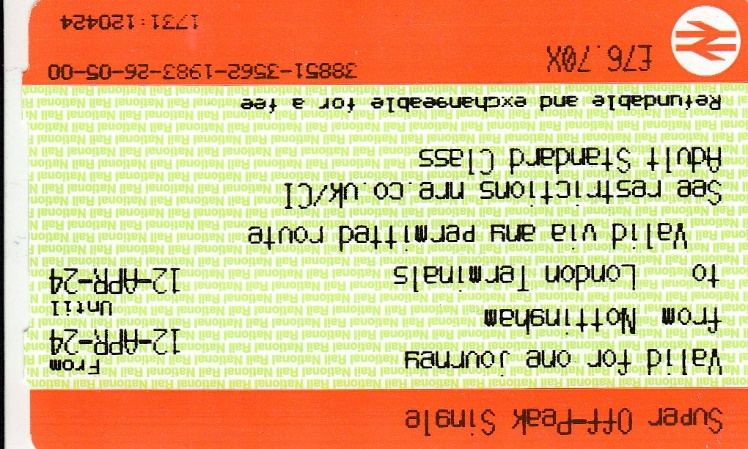 Super Off-Peak Single
Valid for one journey From
from Nottingham 12-APR-24
Until
to London Terminals 12-APR-24
Valid via any permitted route
See restrictions nre.co.uk/CI
Adult Standard Class
Refundable and exchangeable for a fee
£76.70X 38851-3562-1983-26-05-00
1731:120424